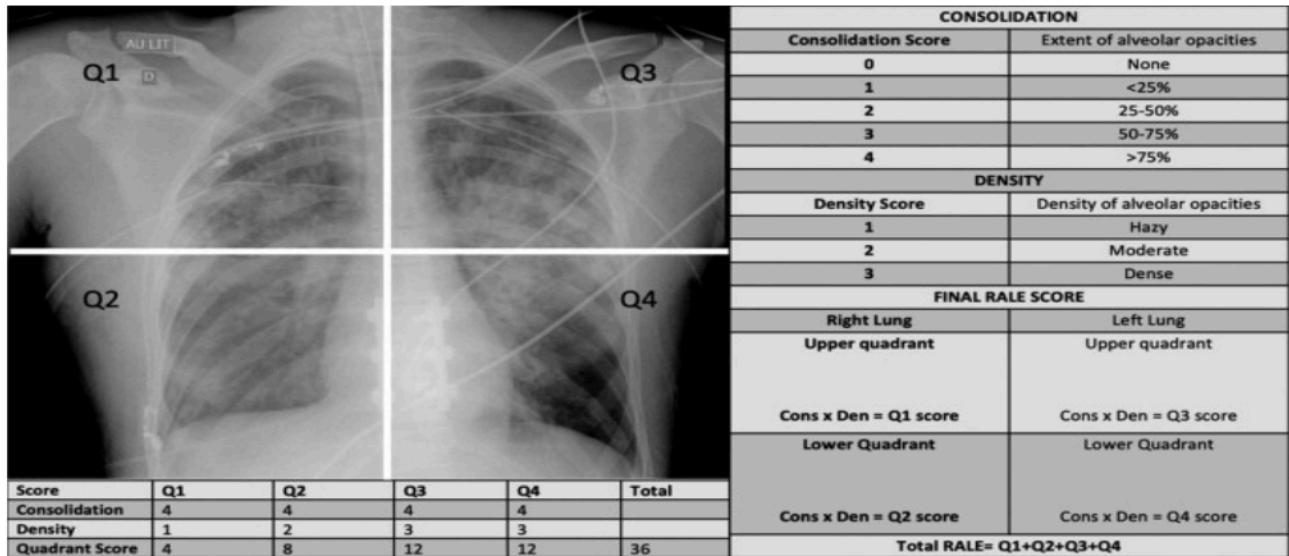 AU LIT
D
Q1
Q3
Q2
Q4
Score Q1 Q2 Q3 Q4 Total
Consolidation 4 4 4 4
Density 1 2 3 3
Quadrant Score 4 8 12 12 36
CONSOLIDATION
Consolidation Score Extent of alveolar opacities
0 None
1 <25%
2 25-50%
3 50-75%
4 >75%
DENSITY
Density Score Density of alveolar opacities
1 Hazy
2 Moderate
3 Dense
FINAL RALE SCORE
Right Lung Left Lung
Upper quadrant Upper quadrant
Cons x Den = Q1 score Cons x Den = Q3 score
Lower Quadrant Lower Quadrant
Cons x Den = Q2 score Cons x Den = Q4 score
Total RALE= Q1+Q2+Q3+Q4